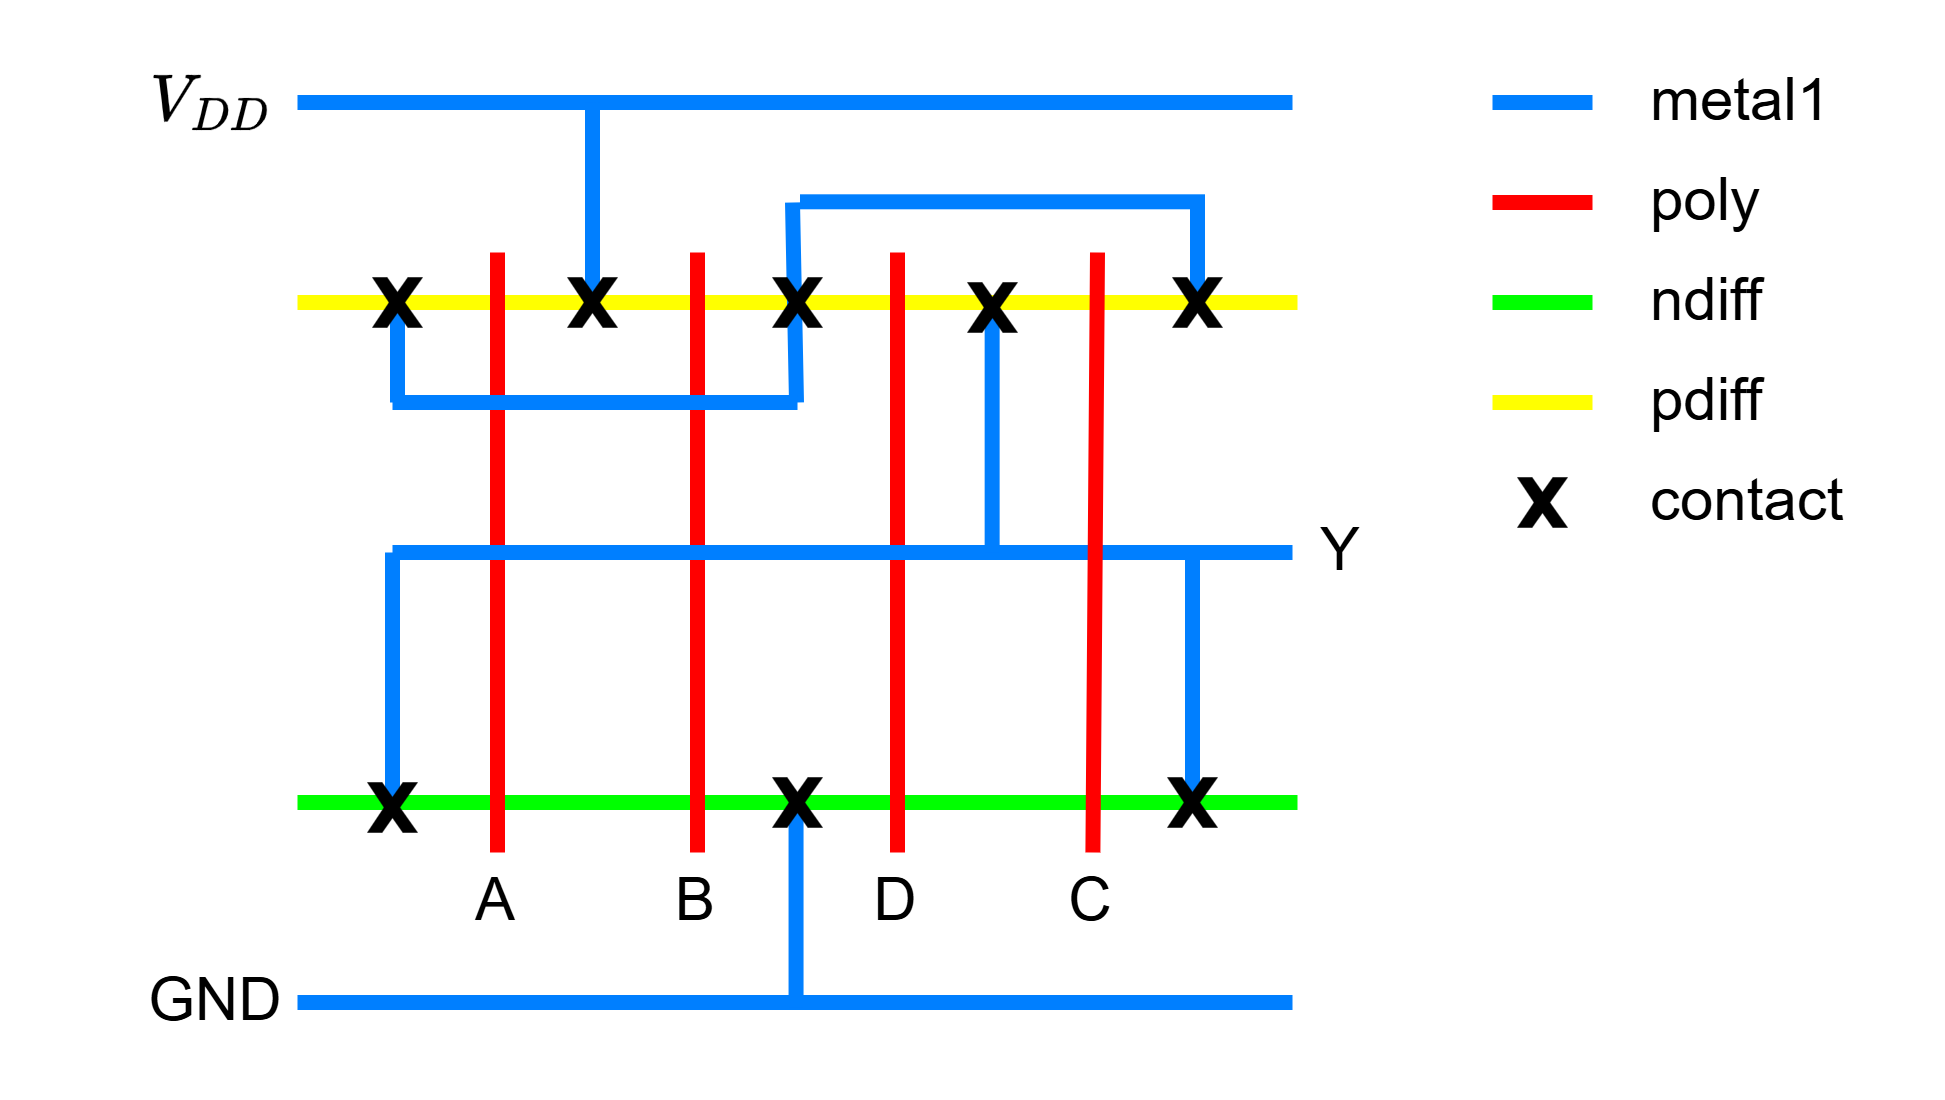 V_{DD}
metal1
poly
ndiff
pdiff
X contact
Y
A B D C
GND